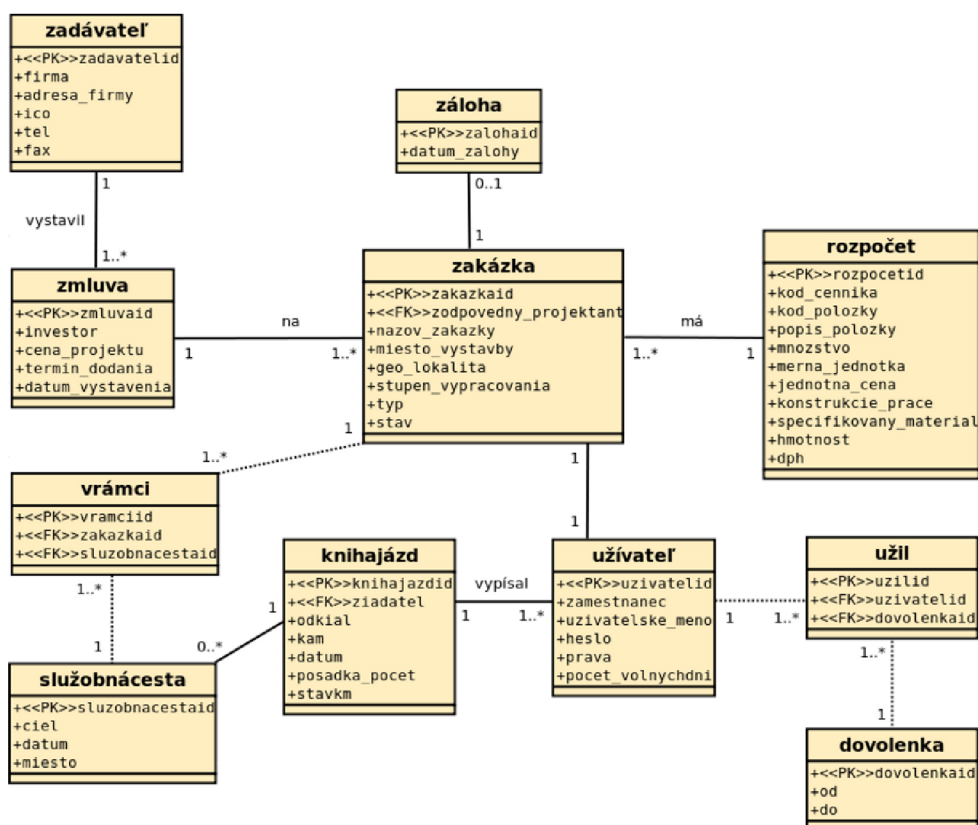 zadávateľ
+<<PK>>zadavatelid
+firma
+adresa_firmy
+ico
+tel
+fax
1
vystavil
1..*
záloha
+<<PK>>zalohaid
+datum_zalohy
0..1
1
zmluva
+<<PK>>zmluvaid
+investor
+cena_projektu
+termin_dodania
+datum_vystavenia
na
1
1..*
zakázka
+<<PK>>zakazkaid
+<<FK>>zodpovedny_projektant
+nazov_zakazky
+miesto_vystavby
+geo_lokalita
+stupen_vypracovania
+typ
+stav
má
1..*
1
rozpočet
+<<PK>>rozpocetid
+kod_cennika
+kod_polozky
+popis_polozky
+mnozstvo
+merna_jednotka
+jednotna_cena
+konstrukcie_prace
+specifikovany_material
+hmotnost
+dph
1
1..*
1
1
vrámci
+<<PK>>vramciid
+<<FK>>zakazkaid
+<<FK>>sluzobnacestaid
1..*
1
knihajázd
+<<PK>>knihajazdid
+<<FK>>ziadatel
+odkial
+kam
+datum
+posadka_pocet
+stavkm
1
0..*
vypísal
1
1..*
užívateľ
+<<PK>>uzivatelid
+zamestnanec
+uzivatelske_meno
+heslo
+prava
+pocet_volnychdni
1
1..*
užil
+<<PK>>uzilid
+<<FK>>uzivatelid
+<<FK>>dovolenkaid
1..*
1
služobnácesta
+<<PK>>sluzobnacestaid
+ciel
+datum
+miesto
dovolenka
+<<PK>>dovolenkaid
+od
+do